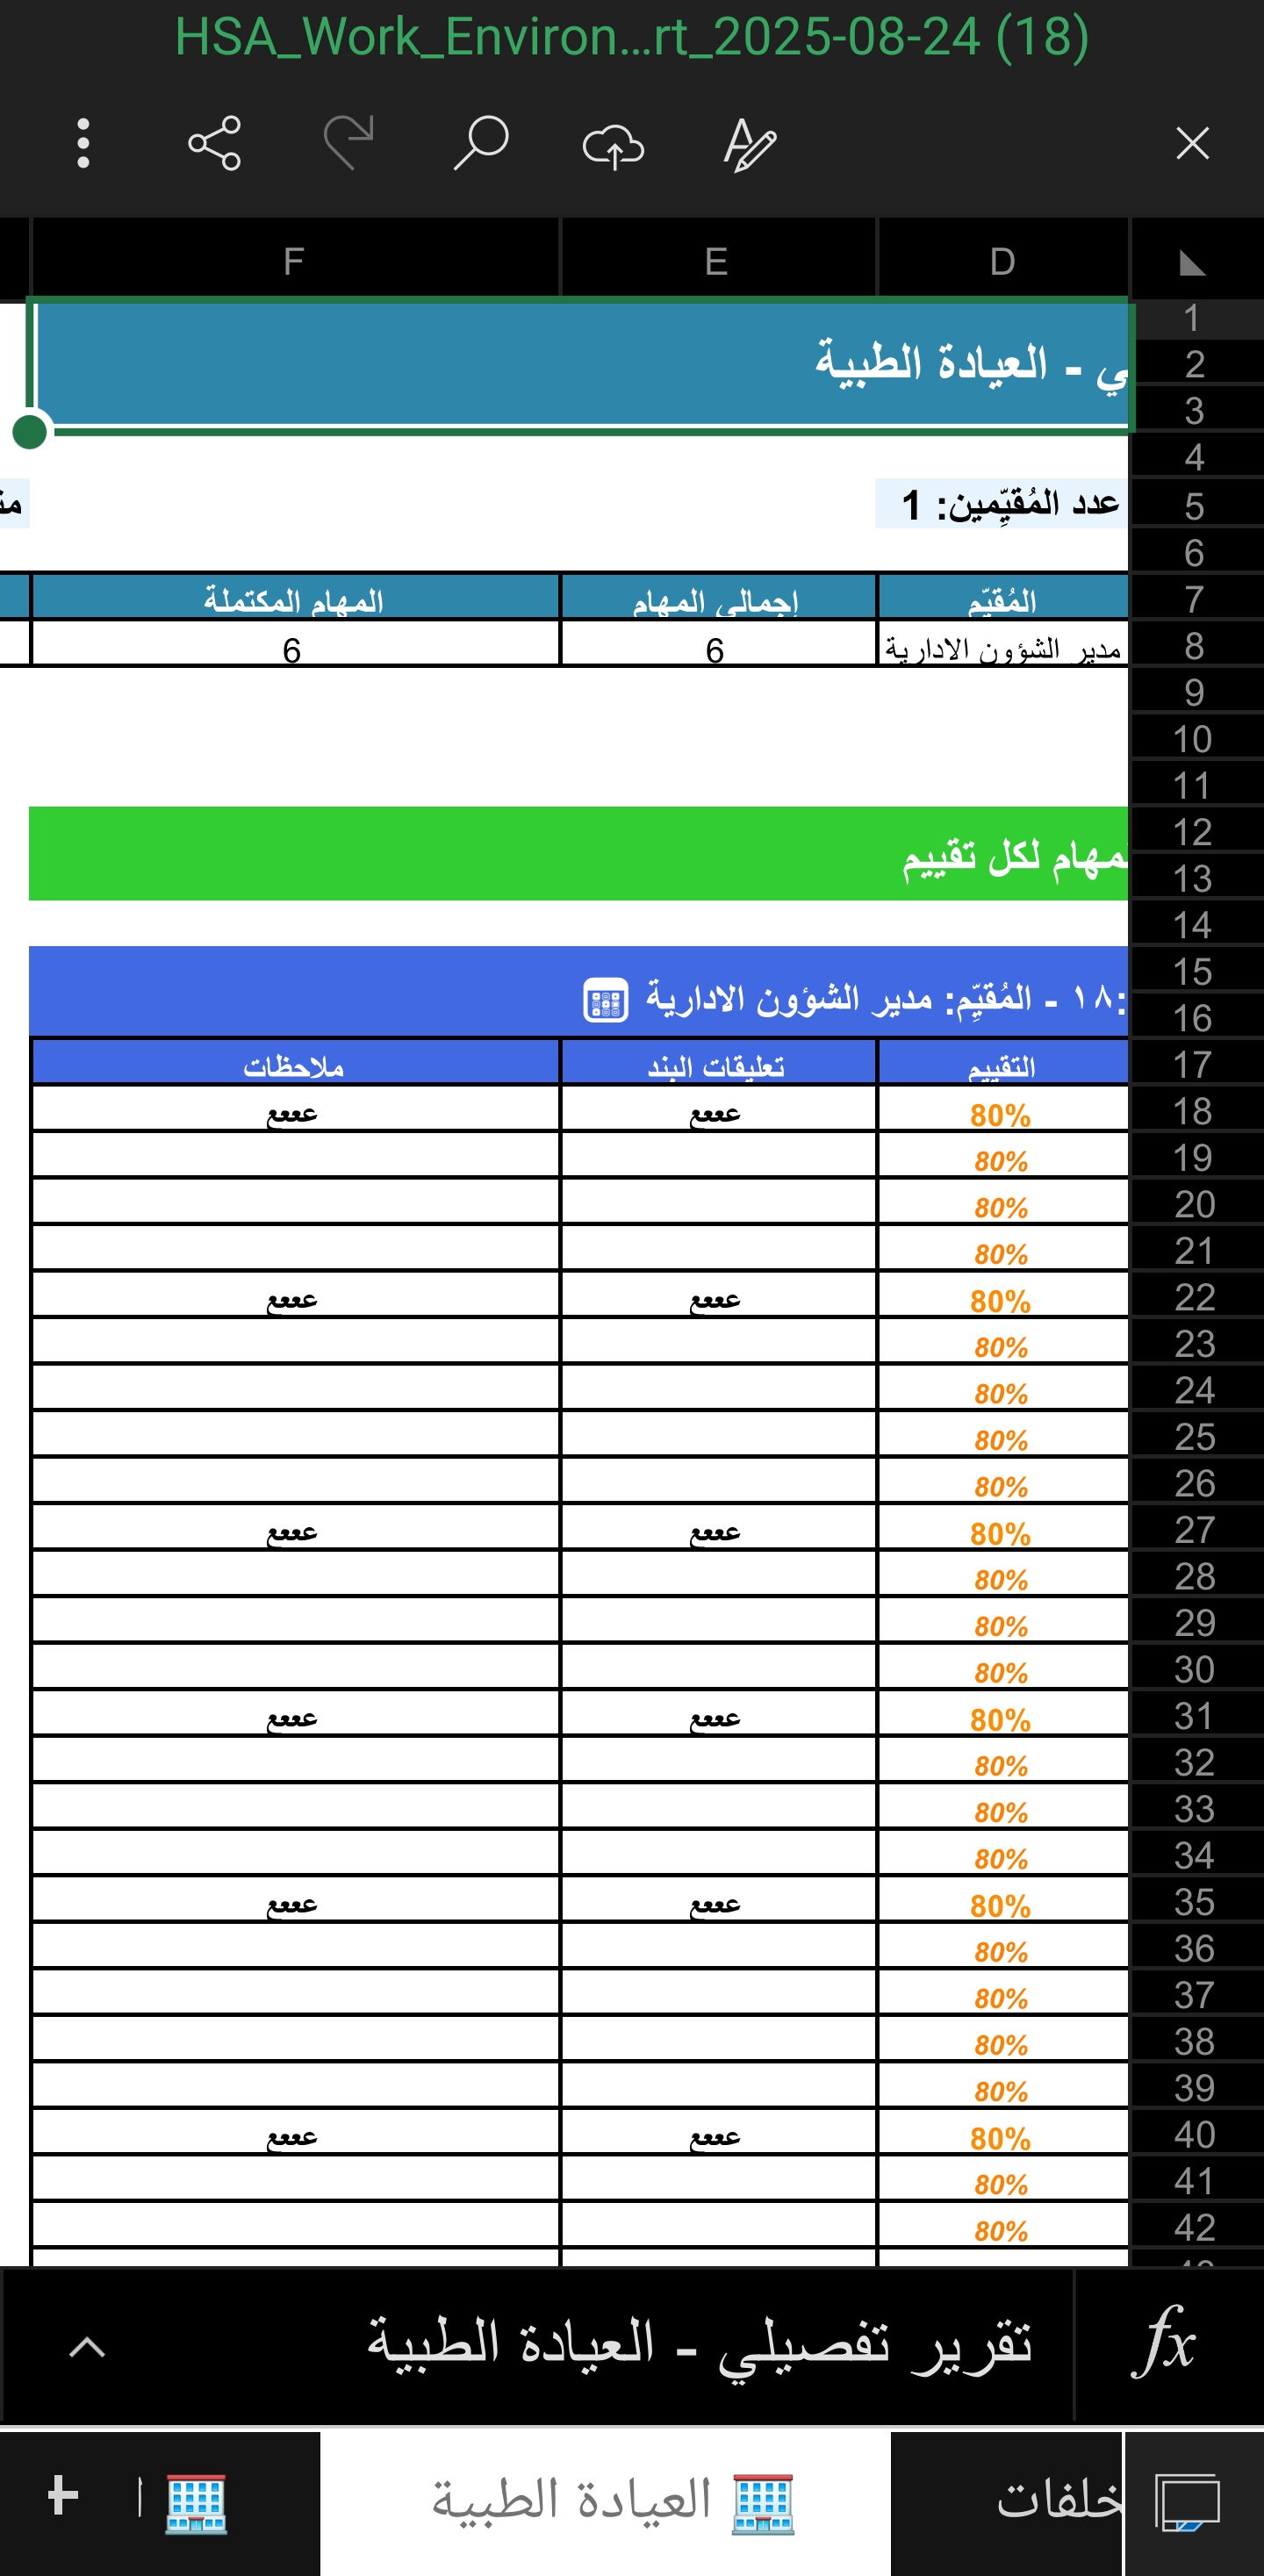 HSA_Work_Environ...rt_2025-08-24 (18)
D E F
1
2 ي - العيادة الطبية
3
4
5 عدد المُقيِّمين: 1
6
7 المُقيّم إجمالي المهام المكتملة المهام
8 مدير الشؤون الادارية 6 6
9
10
11
12
13 لمهام لكل تقييم
14
15
16 :١٨ - المُقيِّم: مدير الشؤون الادارية
17 التقييم تعليقات البند ملاحظات
18 80% عععع عععع
19 80%
20 80%
21 80%
22 80% عععع عععع
23 80%
24 80%
25 80%
26 80%
27 80% عععع عععع
28 80%
29 80%
30 80%
31 80% عععع عععع
32 80%
33 80%
34 80%
35 80% عععع عععع
36 80%
37 80%
38 80%
39 80%
40 80% عععع عععع
41 80%
42 80%
fx تقرير تفصيلي - العيادة الطبية
خلفات العيادة الطبية